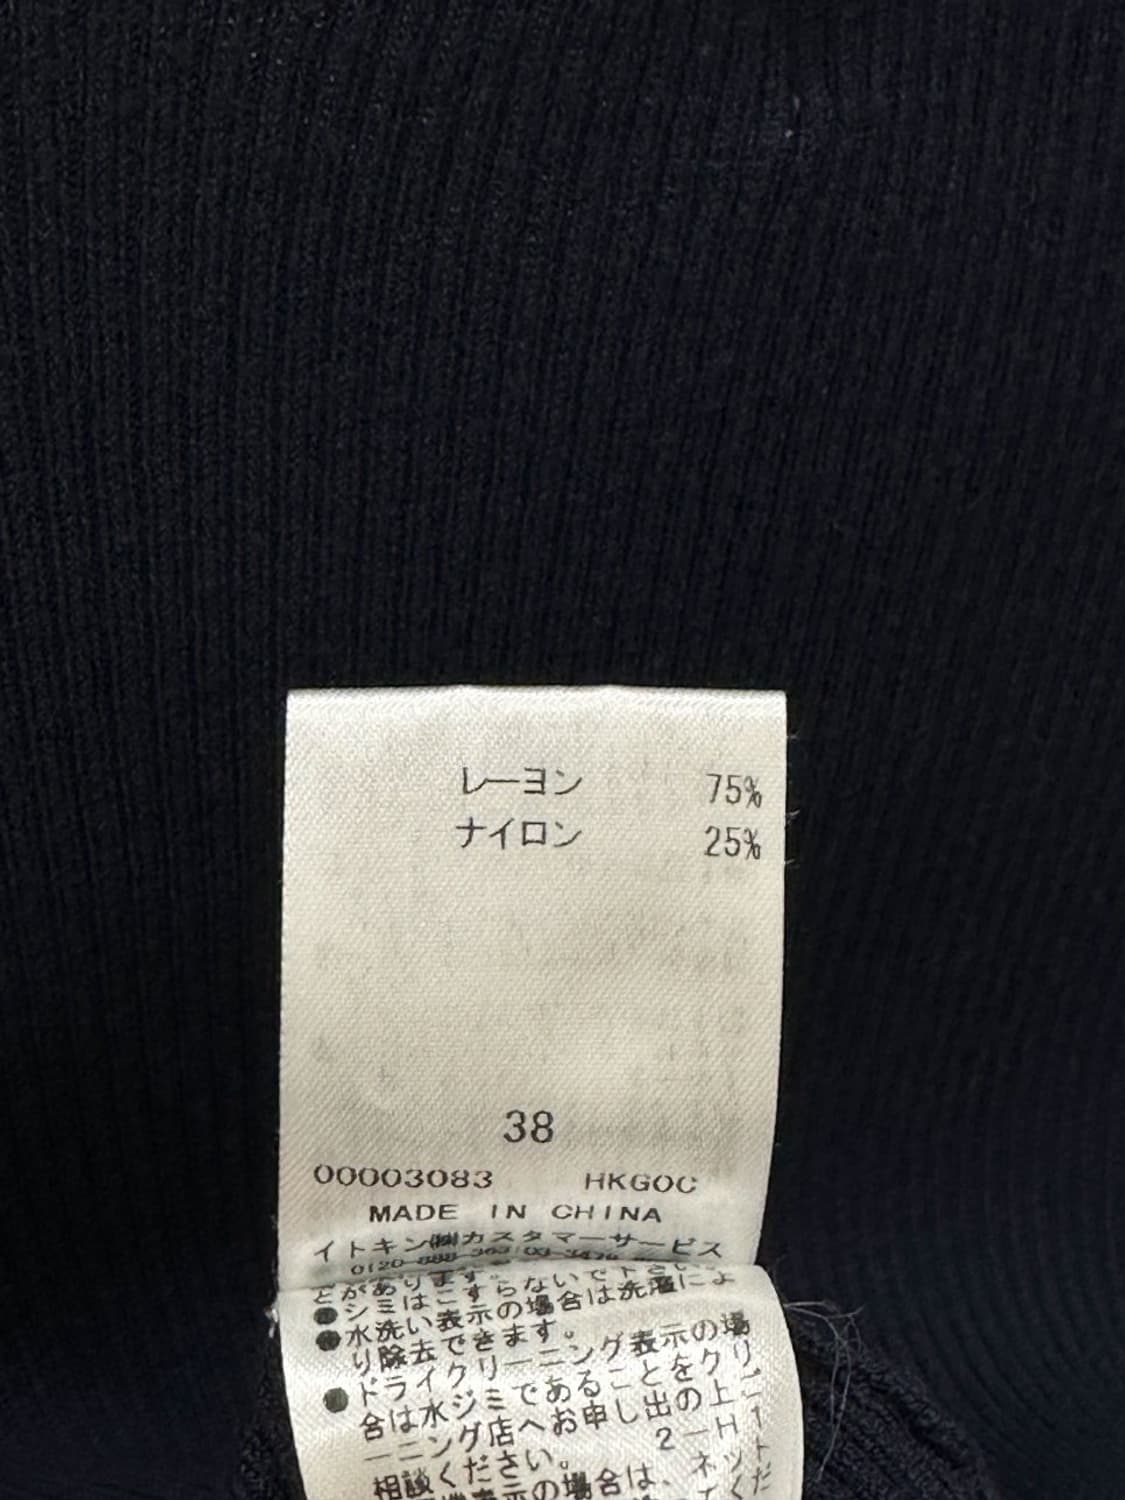 レーヨン 75%
ナイロン 25%
38
00003083 HKGOC
MADE IN CHINA
イトキン㈱カスタマーサービス
0120-888-363/03-3478
とがあります。
●シミはこすらないで下さい。
●水洗い表示の場合は洗濯によ
り除去できます。
●ドライクリーニング表示の場
合は水ジミであることをクリ
ーニング店へお申し出の上ご
相談ください。